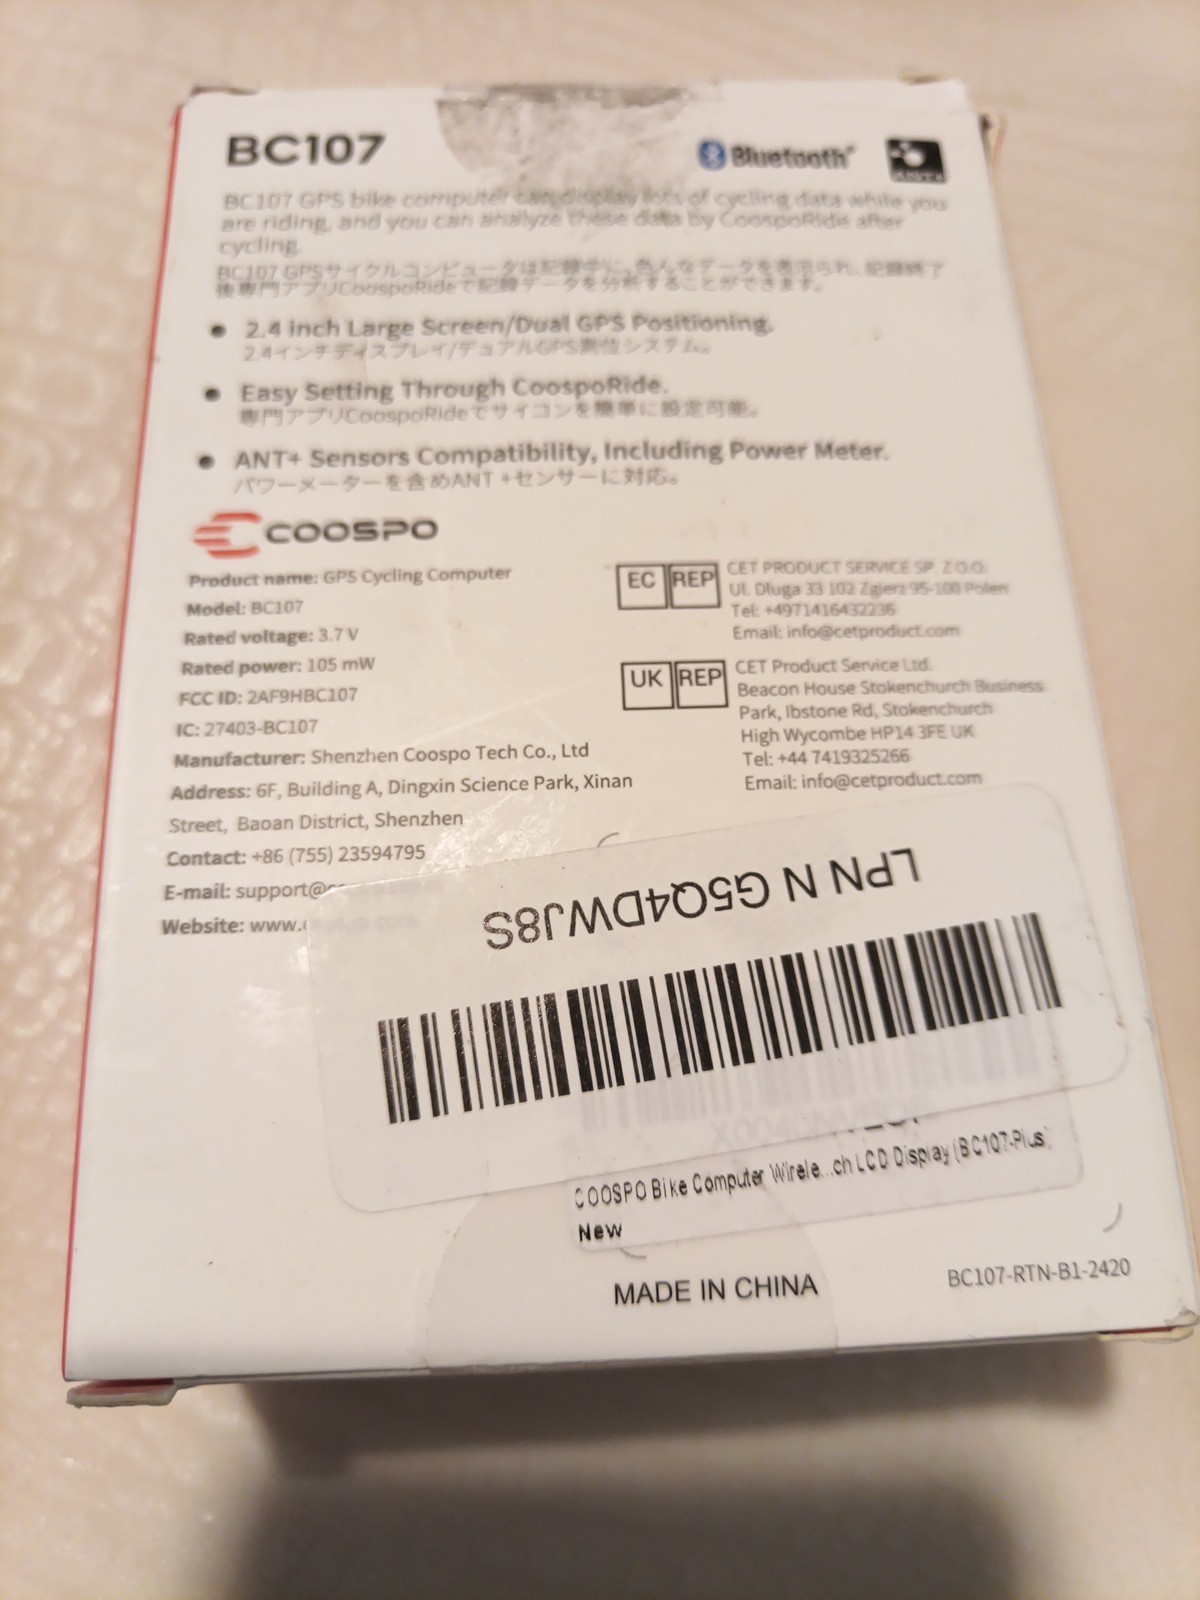 BC107
Bluetooth®
ANT+
BC107 GPS bike computer can display lots of cycling data while you
are riding, and you can analyze these data by CoospoRide after
cycling.
BC107 GPSサイクルコンピュータは記録中に、色んなデータを表示られ、記録終了
後専門アプリCoospoRideで記録データを分析することができます。
● 2.4 inch Large Screen/Dual GPS Positioning.
2.4インチディスプレイ/デュアルGPS測位システム。
● Easy Setting Through CoospoRide.
専門アプリCoospoRideでサイコンを簡単に設定可能。
● ANT+ Sensors Compatibility, Including Power Meter.
パワーメーターを含めANT +センサーに対応。
COOSPO
Product name: GPS Cycling Computer
Model: BC107
Rated voltage: 3.7 V
Rated power: 105 mW
FCC ID: 2AF9HBC107
IC: 27403-BC107
Manufacturer: Shenzhen Coospo Tech Co., Ltd
Address: 6F, Building A, Dingxin Science Park, Xinan
Street, Baoan District, Shenzhen
Contact: +86 (755) 23594795
E-mail: support@
Website: www.
EC REP
CET PRODUCT SERVICE SP. Z O.O.
Ul. Dluga 33 102 Zgierz 95-100 Polen
Tel: +4971416432236
Email: info@cetproduct.com
UK REP
CET Product Service Ltd.
Beacon House Stokenchurch Business
Park, Ibstone Rd, Stokenchurch
High Wycombe HP14 3FE UK
Tel: +44 7419325266
Email: info@cetproduct.com
LPN N G5Q4DWJ8S
COOSPO Bike Computer Wirele...ch LCD Display (BC107-Plus)
New
MADE IN CHINA
BC107-RTN-B1-2420